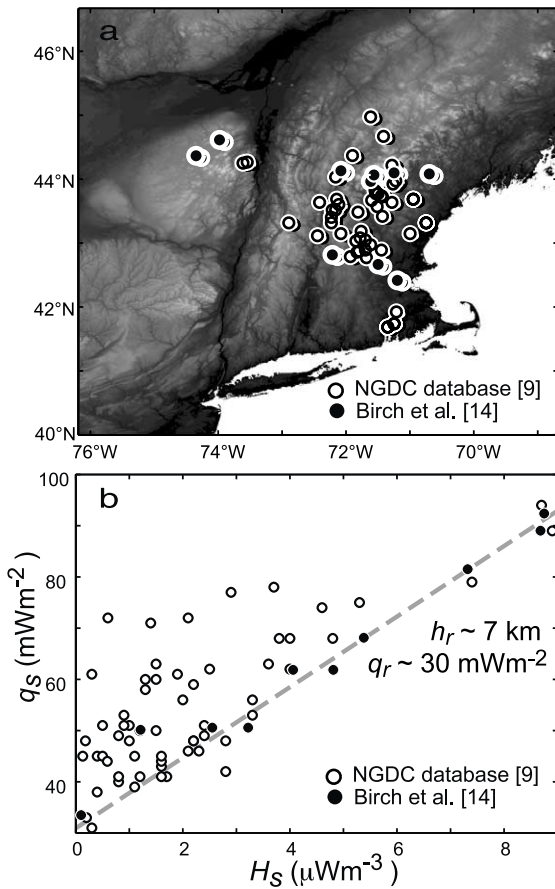 a
46°N
44°N
42°N
40°N
76°W
74°W
72°W
70°W
NGDC database [9]
Birch et al. [14]
b
100
80
60
40
qS (mWm−2)
hr ~ 7 km
qr ~ 30 mWm−2
NGDC database [9]
Birch et al. [14]
0
2
4
6
8
HS (μWm−3)